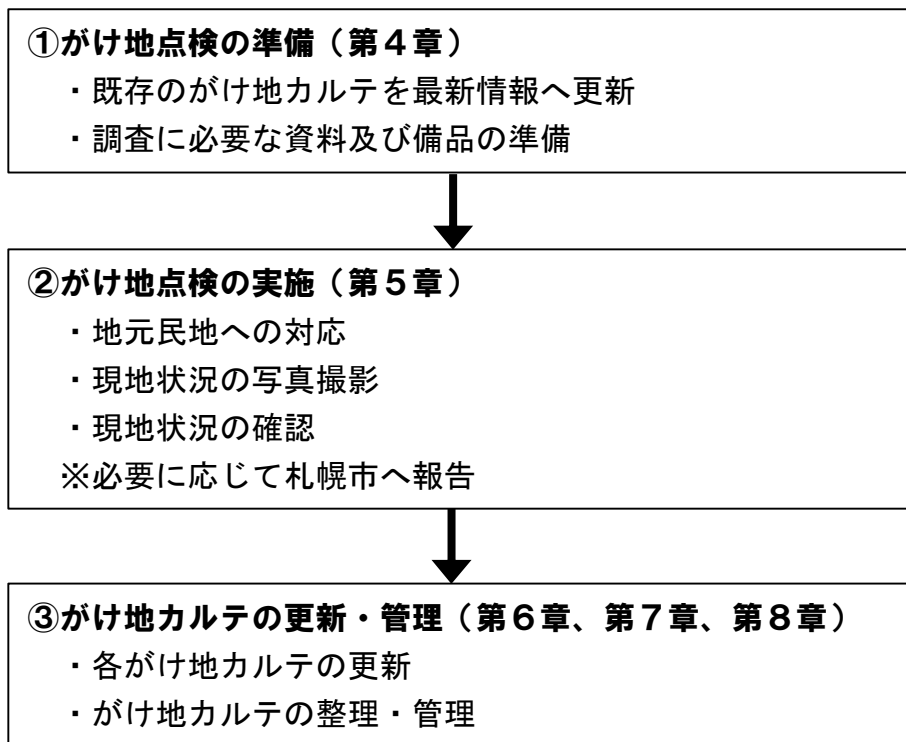 ①がけ地点検の準備（第４章）
・既存のがけ地カルテを最新情報へ更新
・調査に必要な資料及び備品の準備
②がけ地点検の実施（第５章）
・地元民地への対応
・現地状況の写真撮影
・現地状況の確認
※必要に応じて札幌市へ報告
③がけ地カルテの更新・管理（第６章、第７章、第８章）
・各がけ地カルテの更新
・がけ地カルテの整理・管理